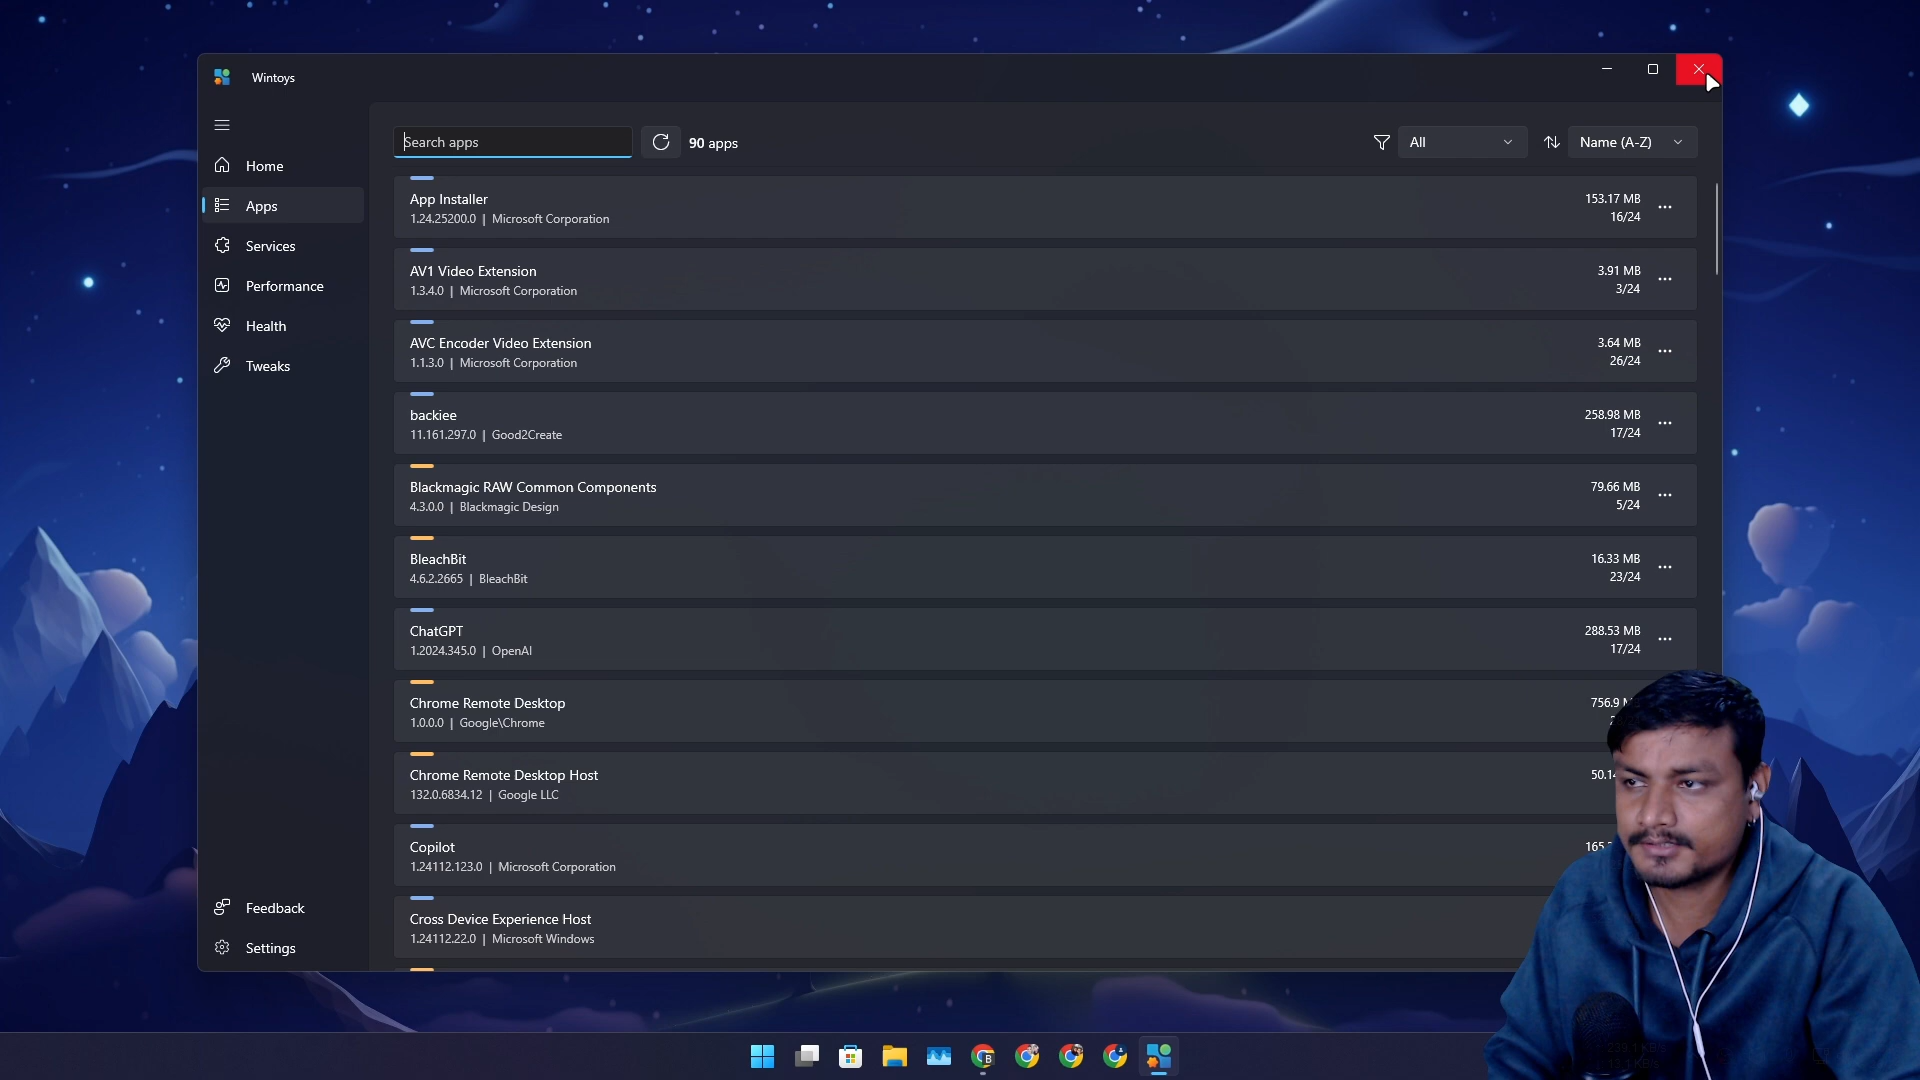 Wintoys
Search apps
90 apps
All
Name (A-Z)
Home
Apps
Services
Performance
Health
Tweaks
Feedback
Settings
App Installer
1.24.25200.0 | Microsoft Corporation
153.17 MB
16/24
AV1 Video Extension
1.3.4.0 | Microsoft Corporation
3.91 MB
3/24
AVC Encoder Video Extension
1.1.3.0 | Microsoft Corporation
3.64 MB
26/24
backiee
11.161.297.0 | Good2Create
258.98 MB
17/24
Blackmagic RAW Common Components
4.3.0.0 | Blackmagic Design
79.66 MB
5/24
BleachBit
4.6.2.2665 | BleachBit
16.33 MB
23/24
ChatGPT
1.2024.345.0 | OpenAI
288.53 MB
17/24
Chrome Remote Desktop
1.0.0.0 | Google\Chrome
756.9
Chrome Remote Desktop Host
132.0.6834.12 | Google LLC
50.14
Copilot
1.24112.123.0 | Microsoft Corporation
Cross Device Experience Host
1.24112.22.0 | Microsoft Windows
B